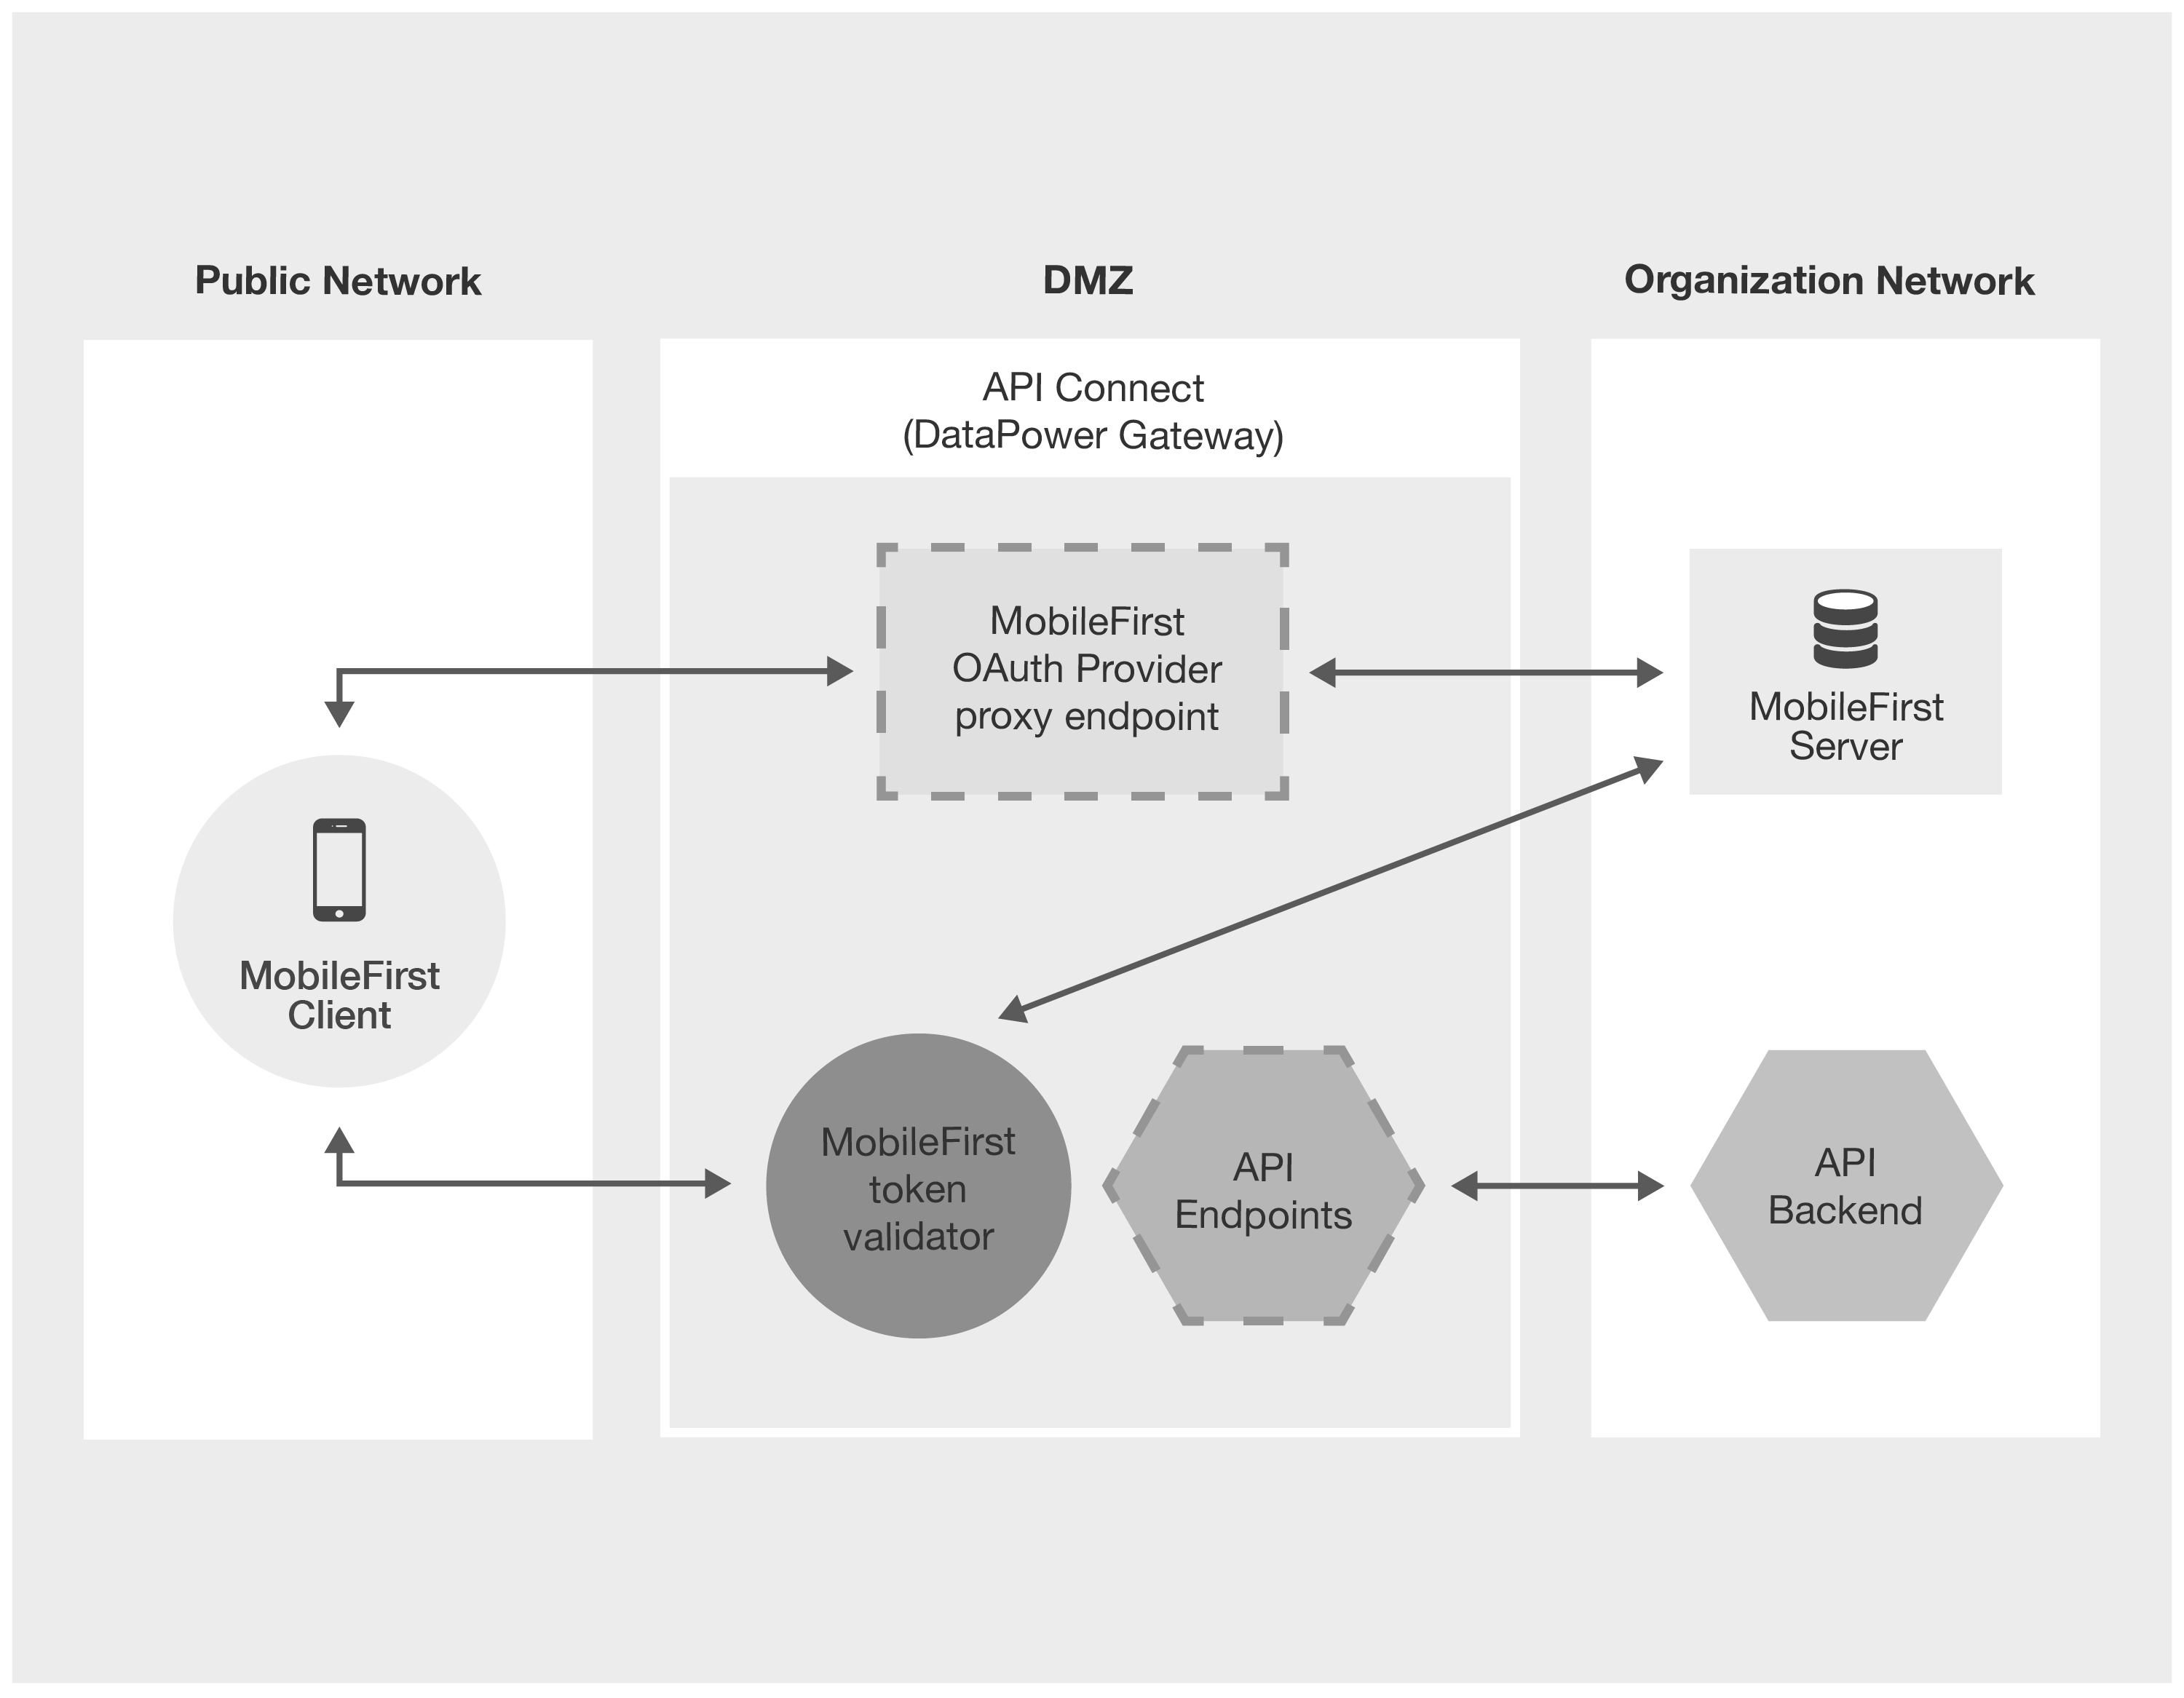 Public Network
DMZ
Organization Network
API Connect
(DataPower Gateway)
MobileFirst
OAuth Provider
proxy endpoint
MobileFirst
Server
MobileFirst
Client
MobileFirst
token
validator
API
Endpoints
API
Backend